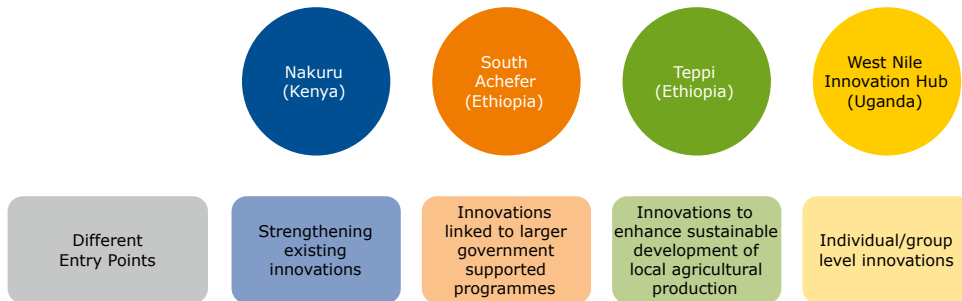 Nakuru
(Kenya)
South
Achefer
(Ethiopia)
Teppi
(Ethiopia)
West Nile
Innovation Hub
(Uganda)
Different
Entry Points
Strengthening
existing
innovations
Innovations
linked to larger
government
supported
programmes
Innovations to
enhance sustainable
development of
local agricultural
production
Individual/group
level innovations